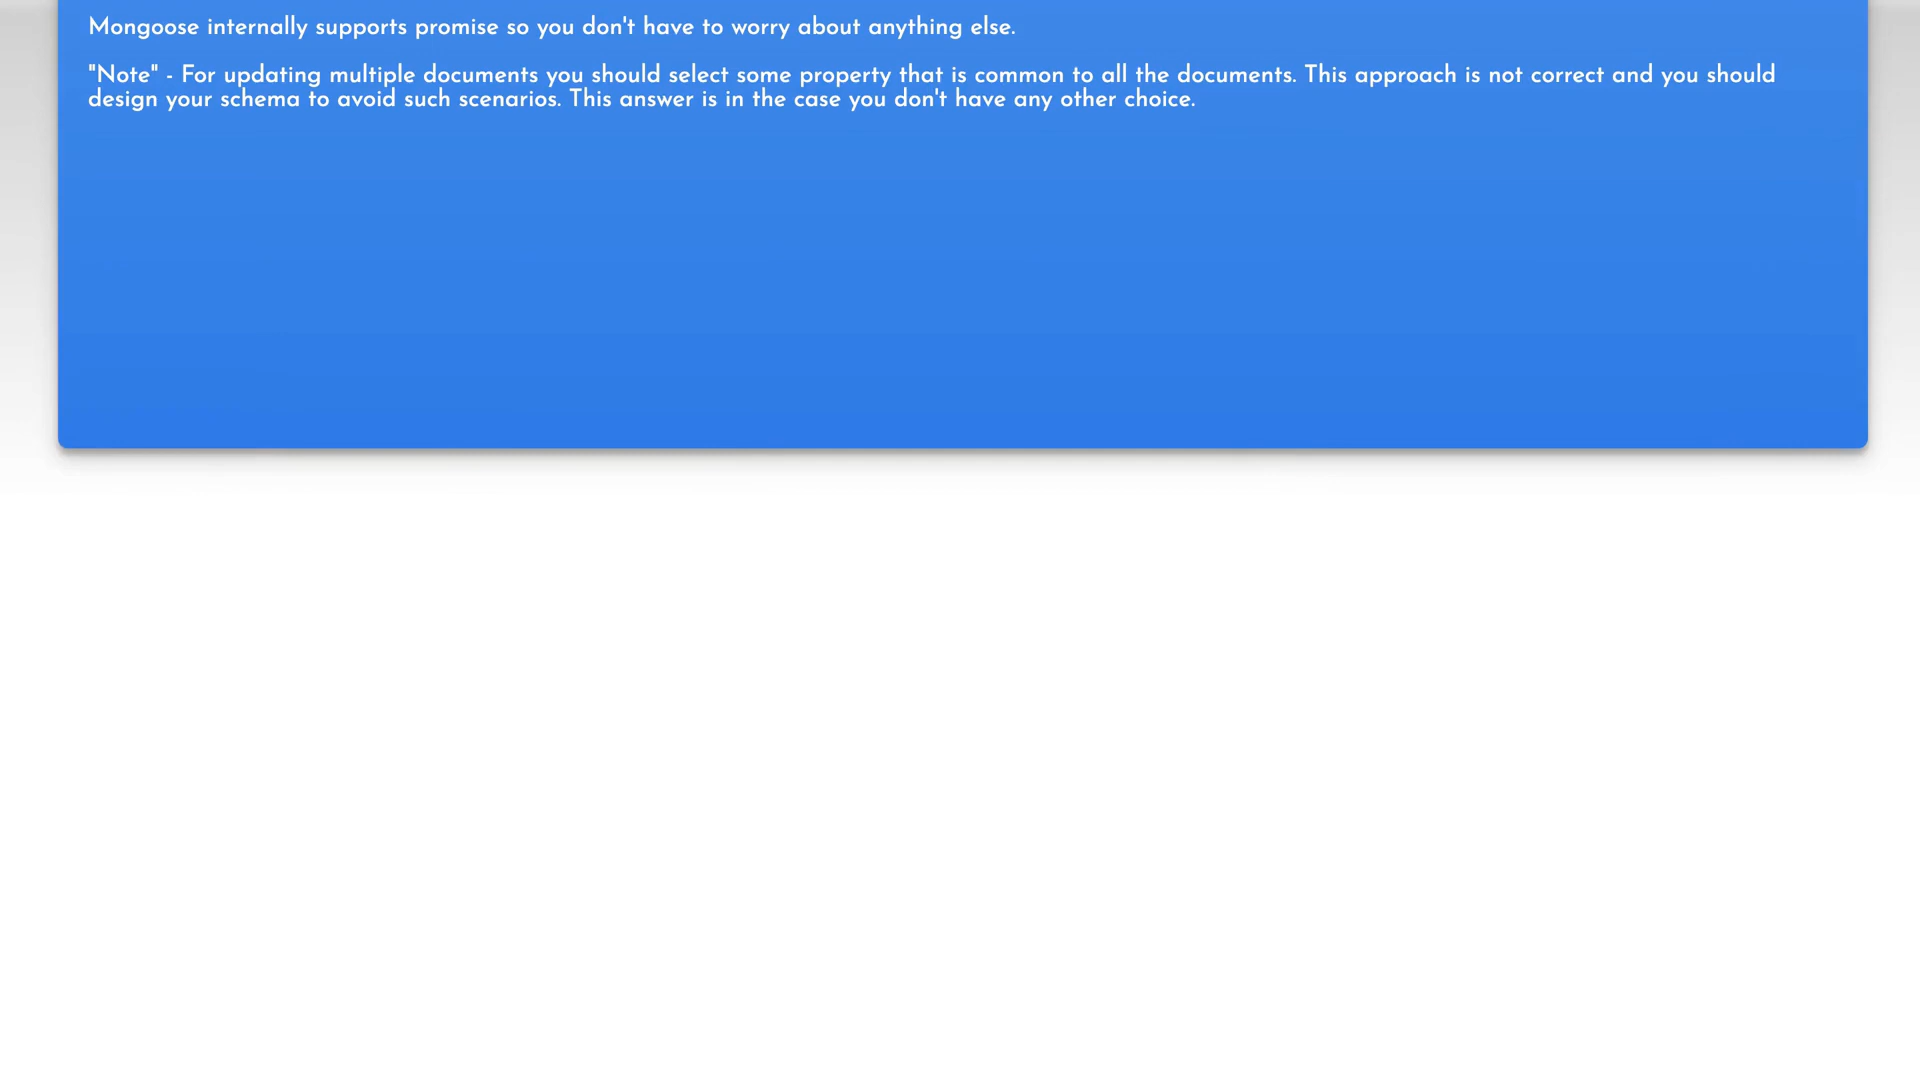 Mongoose internally supports promise so you don't have to worry about anything else.
"Note" - For updating multiple documents you should select some property that is common to all the documents. This approach is not correct and you should
design your schema to avoid such scenarios. This answer is in the case you don't have any other choice.